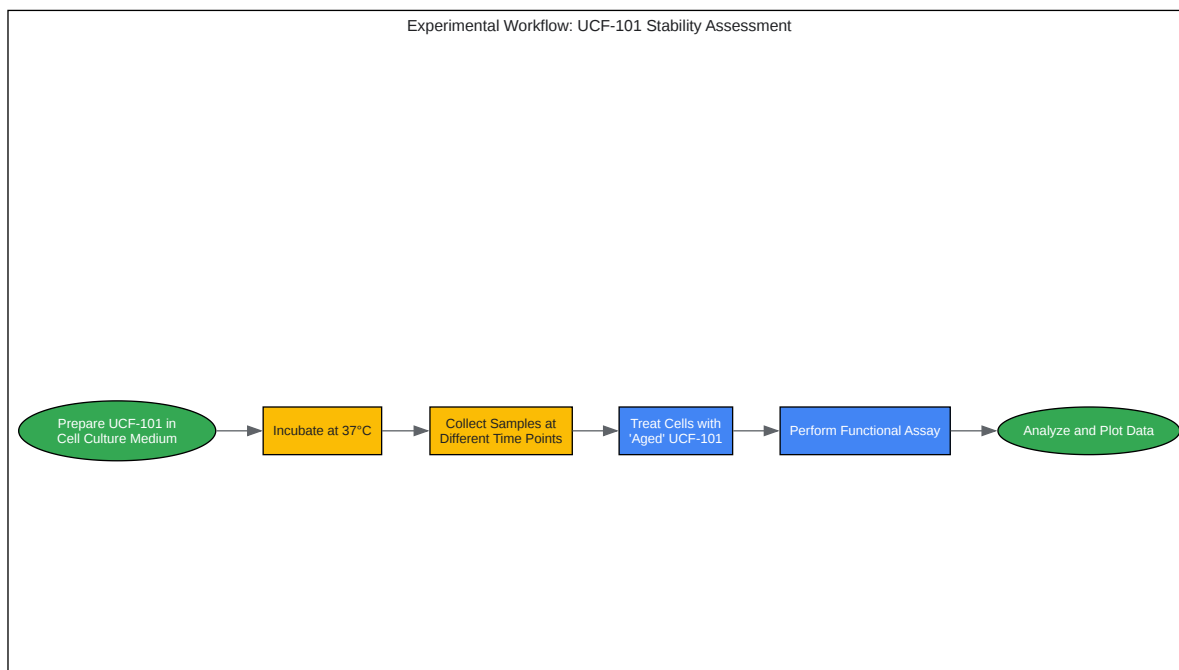 Experimental Workflow: UCF-101 Stability Assessment
Prepare UCF-101 in
Cell Culture Medium
Incubate at 37°C
Collect Samples at
Different Time Points
Treat Cells with
'Aged' UCF-101
Perform Functional Assay
Analyze and Plot Data